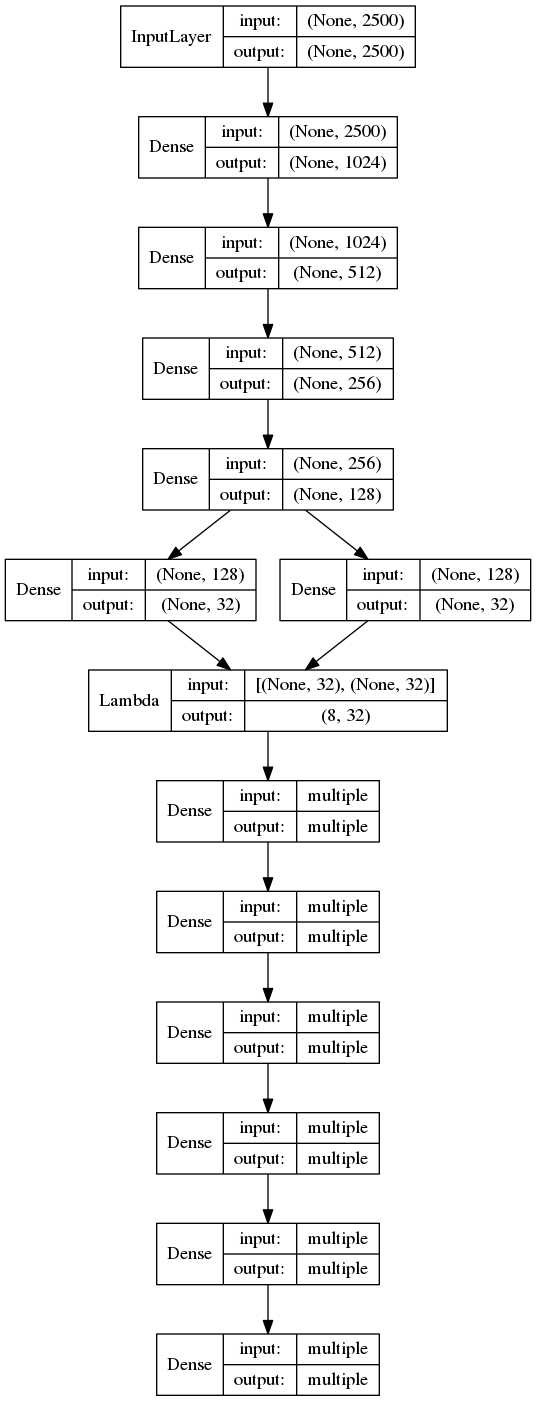 InputLayer
input: (None, 2500)
output: (None, 2500)
Dense
input: (None, 2500)
output: (None, 1024)
Dense
input: (None, 1024)
output: (None, 512)
Dense
input: (None, 512)
output: (None, 256)
Dense
input: (None, 256)
output: (None, 128)
Dense
input: (None, 128)
output: (None, 32)
Dense
input: (None, 128)
output: (None, 32)
Lambda
input: [(None, 32), (None, 32)]
output: (8, 32)
Dense
input: multiple
output: multiple
Dense
input: multiple
output: multiple
Dense
input: multiple
output: multiple
Dense
input: multiple
output: multiple
Dense
input: multiple
output: multiple
Dense
input: multiple
output: multiple